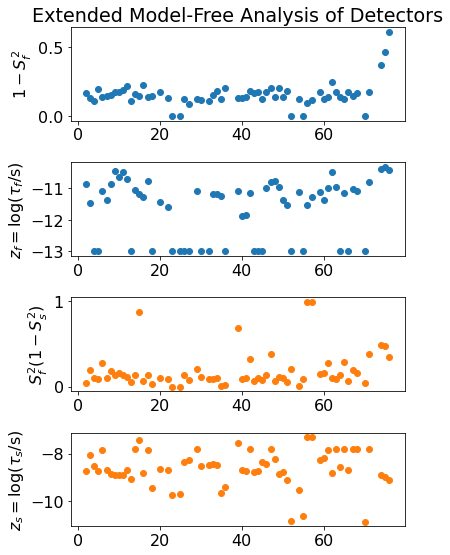 Extended Model-Free Analysis of Detectors
1 − S_f^2
0.5
0.0
0 20 40 60
z_f = log(τ_f/s)
−11
−12
−13
0 20 40 60
S_f^2(1 − S_s^2)
1
0
0 20 40 60
z_s = log(τ_s/s)
−8
−10
0 20 40 60